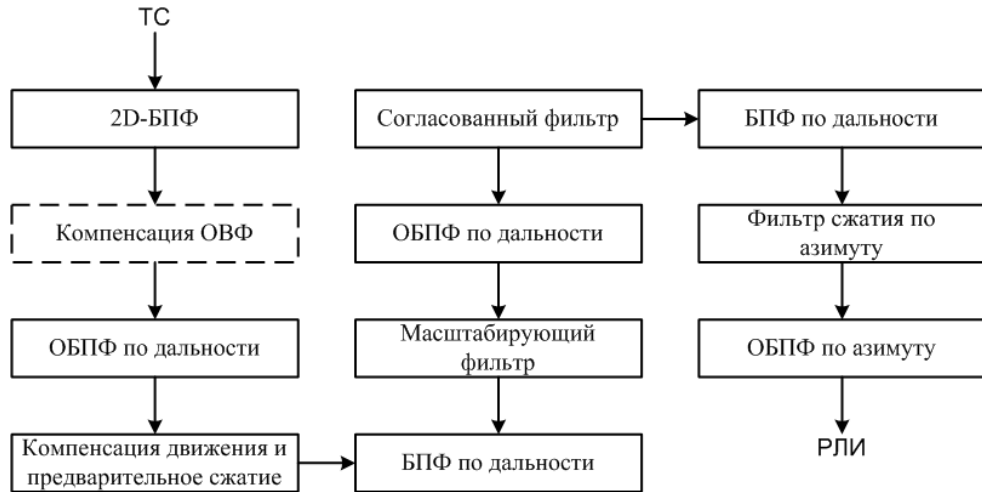 ТС
2D-БПФ
Компенсация ОВФ
ОБПФ по дальности
Компенсация движения и
предварительное сжатие
Согласованный фильтр
ОБПФ по дальности
Масштабирующий
фильтр
БПФ по дальности
БПФ по дальности
Фильтр сжатия по
азимуту
ОБПФ по азимуту
РЛИ